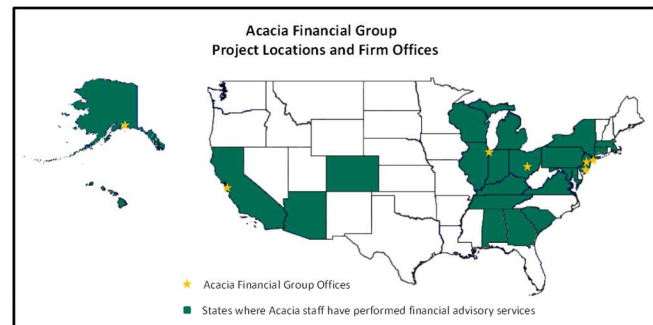 Acacia Financial Group
Project Locations and Firm Offices
Acacia Financial Group Offices
States where Acacia staff have performed financial advisory services